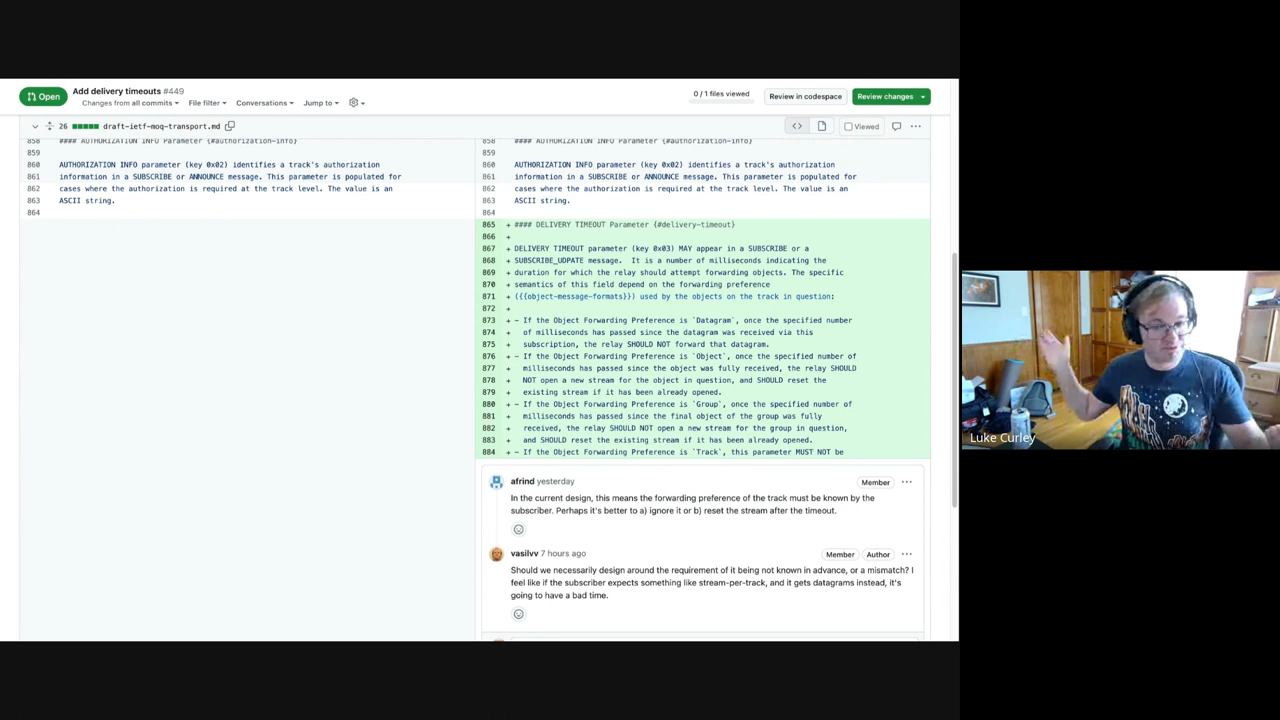 Open
Add delivery timeouts #449
Changes from all commits
File filter
Conversations
Jump to
0 / 1 files viewed
Review in codespace
Review changes
26
draft-ietf-moq-transport.md
Viewed
858 #### AUTHORIZATION INFO Parameter {#authorization-info}
859
860 AUTHORIZATION INFO parameter (key 0x02) identifies a track's authorization
861 information in a SUBSCRIBE or ANNOUNCE message. This parameter is populated for
862 cases where the authorization is required at the track level. The value is an
863 ASCII string.
864
858 #### AUTHORIZATION INFO Parameter {#authorization-info}
859
860 AUTHORIZATION INFO parameter (key 0x02) identifies a track's authorization
861 information in a SUBSCRIBE or ANNOUNCE message. This parameter is populated for
862 cases where the authorization is required at the track level. The value is an
863 ASCII string.
864
865 + #### DELIVERY TIMEOUT Parameter {#delivery-timeout}
866 +
867 + DELIVERY TIMEOUT parameter (key 0x03) MAY appear in a SUBSCRIBE or a
868 + SUBSCRIBE_UDPATE message.  It is a number of milliseconds indicating the
869 + duration for which the relay should attempt forwarding objects. The specific
870 + semantics of this field depend on the forwarding preference
871 + ({{object-message-formats}}) used by the objects on the track in question:
872 +
873 + - If the Object Forwarding Preference is `Datagram`, once the specified number
874 + of milliseconds has passed since the datagram was received via this
875 + subscription, the relay SHOULD NOT forward that datagram.
876 + - If the Object Forwarding Preference is `Object`, once the specified number of
877 + milliseconds has passed since the object was fully received, the relay SHOULD
878 + NOT open a new stream for the object in question, and SHOULD reset the
879 + existing stream if it has been already opened.
880 + - If the Object Forwarding Preference is `Group`, once the specified number of
881 + milliseconds has passed since the final object of the group was fully
882 + received, the relay SHOULD NOT open a new stream for the group in question,
883 + and SHOULD reset the existing stream if it has been already opened.
884 + - If the Object Forwarding Preference is `Track`, this parameter MUST NOT be
afrind yesterday
Member
In the current design, this means the forwarding preference of the track must be known by the
subscriber. Perhaps it's better to a) ignore it or b) reset the stream after the timeout.
vasilvv 7 hours ago
Member
Author
Should we necessarily design around the requirement of it being not known in advance, or a mismatch? I
feel like if the subscriber expects something like stream-per-track, and it gets datagrams instead, it's
going to have a bad time.
Luke Curley